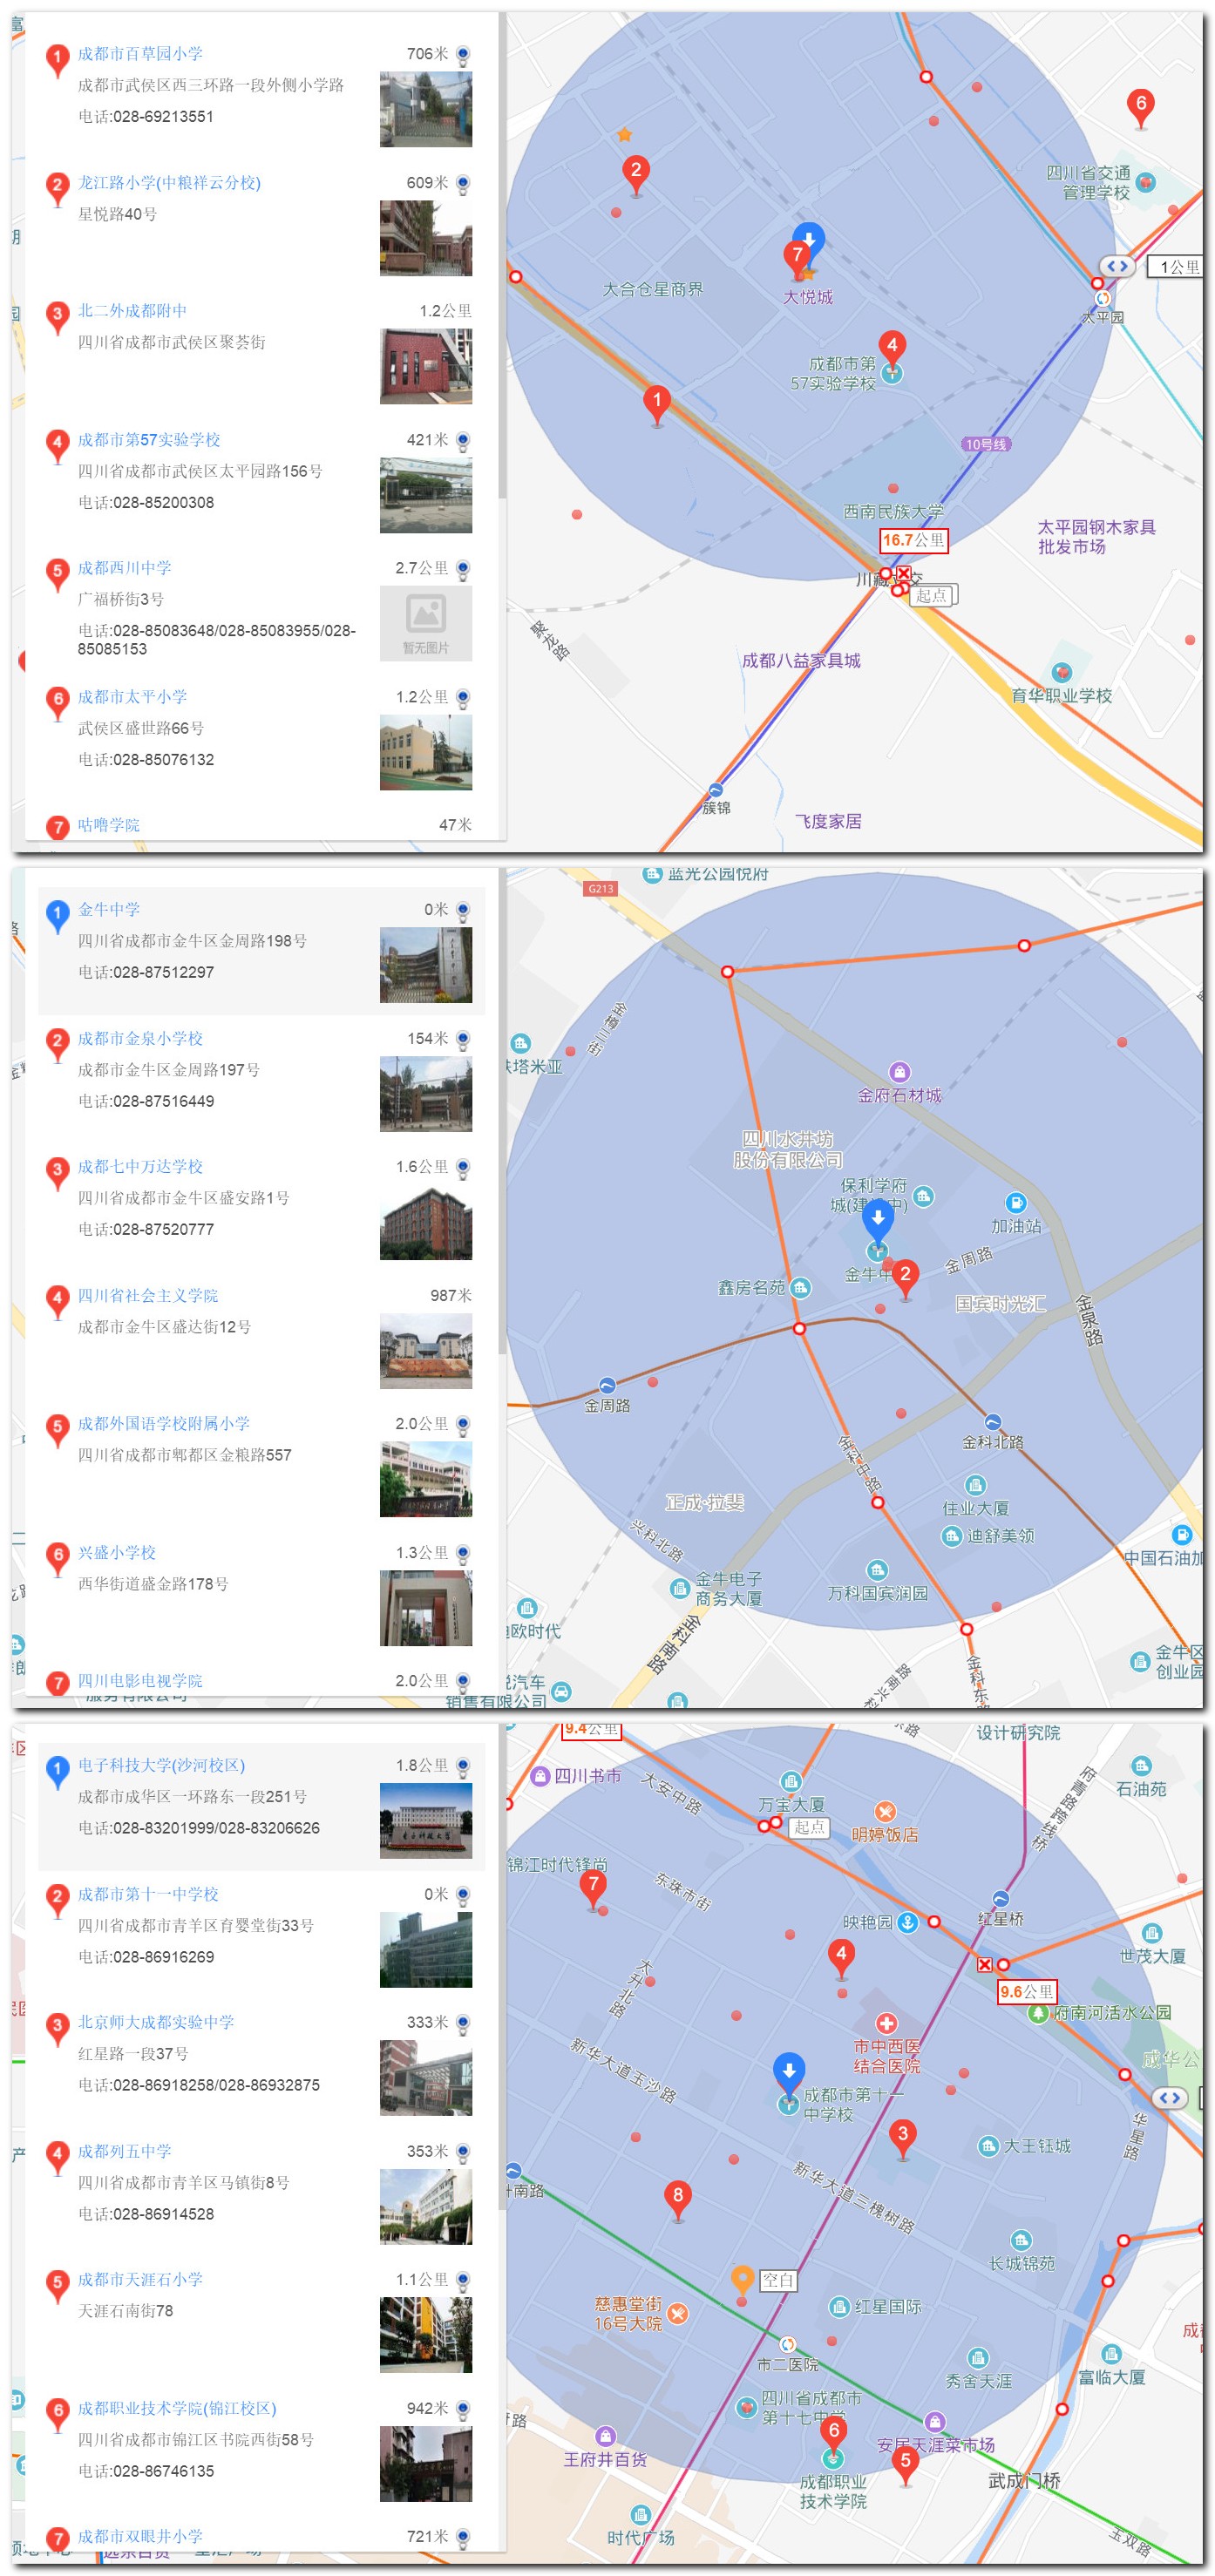 1
成都市百草园小学
706米
成都市武侯区西三环路一段外侧小学路
电话:028-69213551
2
龙江路小学(中粮祥云分校)
609米
星悦路40号
3
北二外成都附中
1.2公里
四川省成都市武侯区聚荟街
4
成都市第57实验学校
421米
四川省成都市武侯区太平园路156号
电话:028-85200308
5
成都西川中学
2.7公里
广福桥街3号
电话:028-85083648/028-85083955/028-
85085153
暂无图片
6
成都市太平小学
1.2公里
武侯区盛世路66号
电话:028-85076132
7
咕噜学院
47米
6
四川省交通
管理学校
2
7
大合仓星商界
大悦城
1公里
太平园
4
成都市第
57实验学校
1
10号线
西南民族大学
太平园钢木家具
批发市场
16.7公里
起点
聚龙路
成都八益家具城
育华职业学校
簇锦
飞度家居
1
金牛中学
0米
四川省成都市金牛区金周路198号
电话:028-87512297
2
成都市金泉小学校
154米
成都市金牛区金周路197号
电话:028-87516449
3
成都七中万达学校
1.6公里
四川省成都市金牛区盛安路1号
电话:028-87520777
4
四川省社会主义学院
987米
成都市金牛区盛达街12号
5
成都外国语学校附属小学
2.0公里
四川省成都市郫都区金粮路557
6
兴盛小学校
1.3公里
西华街道盛金路178号
7
四川电影电视学院
2.0公里
蓝光公园悦府
G213
金樽三街
铁塔米亚
金府石材城
四川水井坊
股份有限公司
保利学府
城(建设中)
加油站
金牛中
2
金周路
鑫房名苑
国宾时光汇
金泉路
金周路
金科北路
金科中路
正成·拉斐
住业大厦
迪舒美领
兴科北路
中国石油加
金牛电子
商务大厦
万科国宾润园
迪欧时代
金科南路
金牛区
创业园
兴科南路
金科东路
悦汽车
销售有限公司
1
电子科技大学(沙河校区)
1.8公里
成都市成华区一环路东一段251号
电话:028-83201999/028-83206626
2
成都市第十一中学校
0米
四川省成都市青羊区育婴堂街33号
电话:028-86916269
3
北京师大成都实验中学
333米
红星路一段37号
电话:028-86918258/028-86932875
4
成都列五中学
353米
四川省成都市青羊区马镇街8号
电话:028-86914528
5
成都市天涯石小学
1.1公里
天涯石南街78
6
成都职业技术学院(锦江校区)
942米
四川省成都市锦江区书院西街58号
电话:028-86746135
7
成都市双眼井小学
721米
9.4公里
设计研究院
四川书市
大安中路
万宝大厦
起点
明婷饭店
府青路跨线桥
石油苑
锦江时代锋尚
7
东珠市街
映艳园
红星桥
世茂大厦
4
太升北路
9.6公里
府南河活水公园
市中西医
结合医院
成华公
新华大道玉沙路
成都市第十一
中学校
3
大王钰城
华星路
升南路
新华大道三槐树路
8
长城锦苑
空白
慈惠堂街
16号大院
红星国际
市二医院
秀舍天涯
富临大厦
四川省成都市
第十七中学
6
安居天涯菜市场
5
王府井百货
成都职业
技术学院
武成门桥
时代广场
玉双路